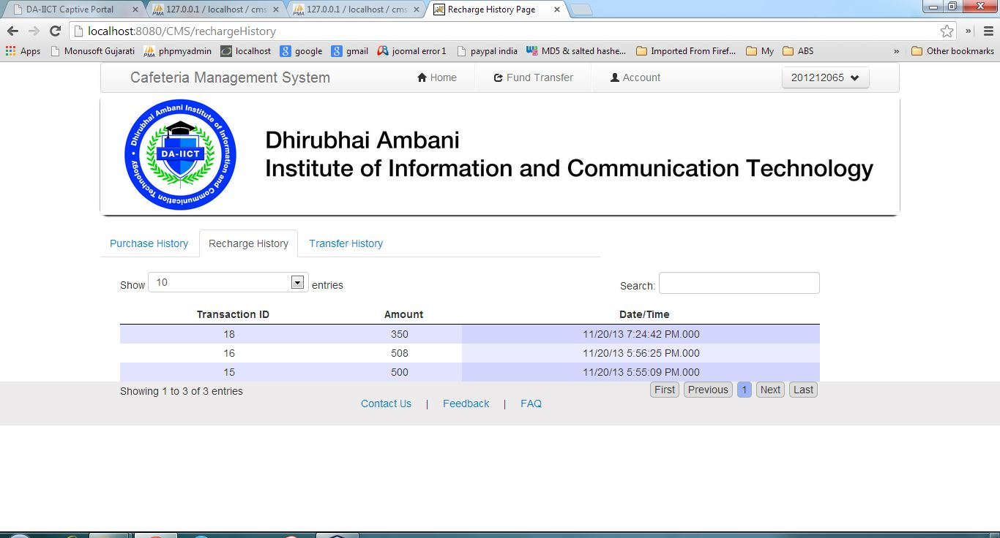 DA-IICT Captive Portal
127.0.0.1 / localhost / cms
127.0.0.1 / localhost / cms
Recharge History Page
localhost:8080/CMS/rechargeHistory
Apps Monusoft Gujarati phpmyadmin localhost google gmail joomal error1 paypal india MD5 & salted hashe... Imported From Firef... My ABS » Other bookmarks
Cafeteria Management System Home Fund Transfer Account 201212065
Dhirubhai Ambani Institute of Information and Communication Technology
DA-IICT
Dhirubhai Ambani
Institute of Information and Communication Technology
Purchase History Recharge History Transfer History
Show 10 entries Search:
Transaction ID Amount Date/Time
18 350 11/20/13 7:24:42 PM.000
16 508 11/20/13 5:56:25 PM.000
15 500 11/20/13 5:55:09 PM.000
Showing 1 to 3 of 3 entries First Previous 1 Next Last
Contact Us | Feedback | FAQ